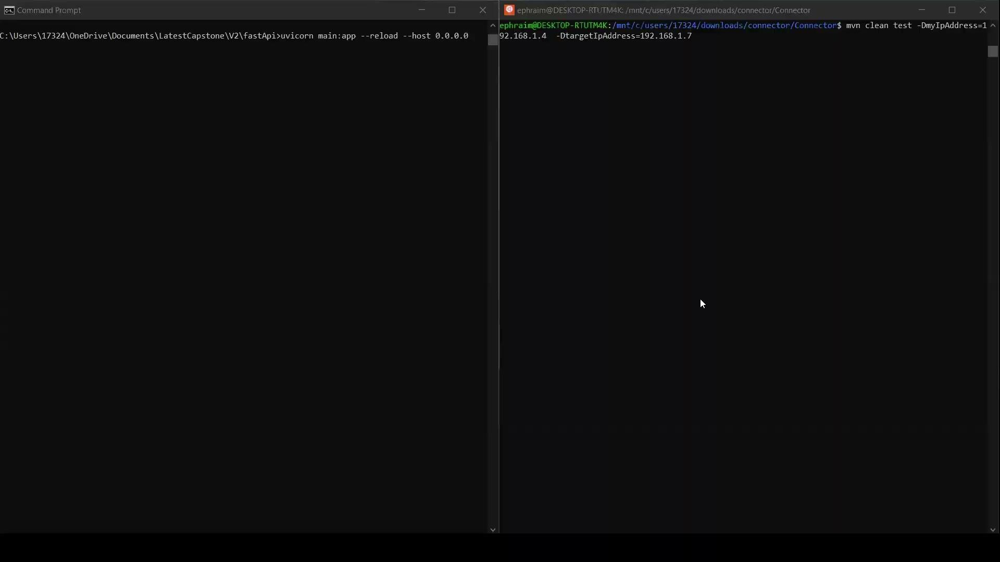 Command Prompt
C:\Users\17324\OneDrive\Documents\LatestCapstone\V2\fastApi>uvicorn main:app --reload --host 0.0.0.0
ephraim@DESKTOP-RTUTM4K: /mnt/c/users/17324/downloads/connector/Connector
ephraim@DESKTOP-RTUTM4K:/mnt/c/users/17324/downloads/connector/Connector$ mvn clean test -DmyIpAddress=1
92.168.1.4  -DtargetIpAddress=192.168.1.7